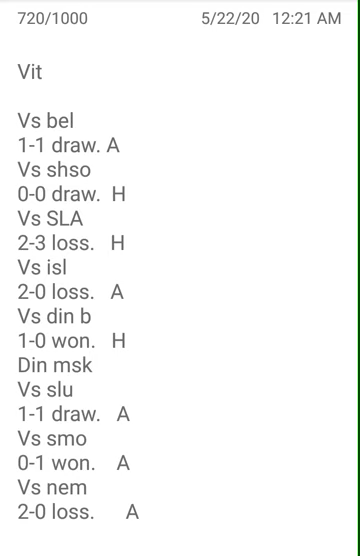 720/1000 5/22/20 12:21 AM
Vit
Vs bel
1-1 draw. A
Vs shso
0-0 draw. H
Vs SLA
2-3 loss. H
Vs isl
2-0 loss. A
Vs din b
1-0 won. H
Din msk
Vs slu
1-1 draw. A
Vs smo
0-1 won. A
Vs nem
2-0 loss. A